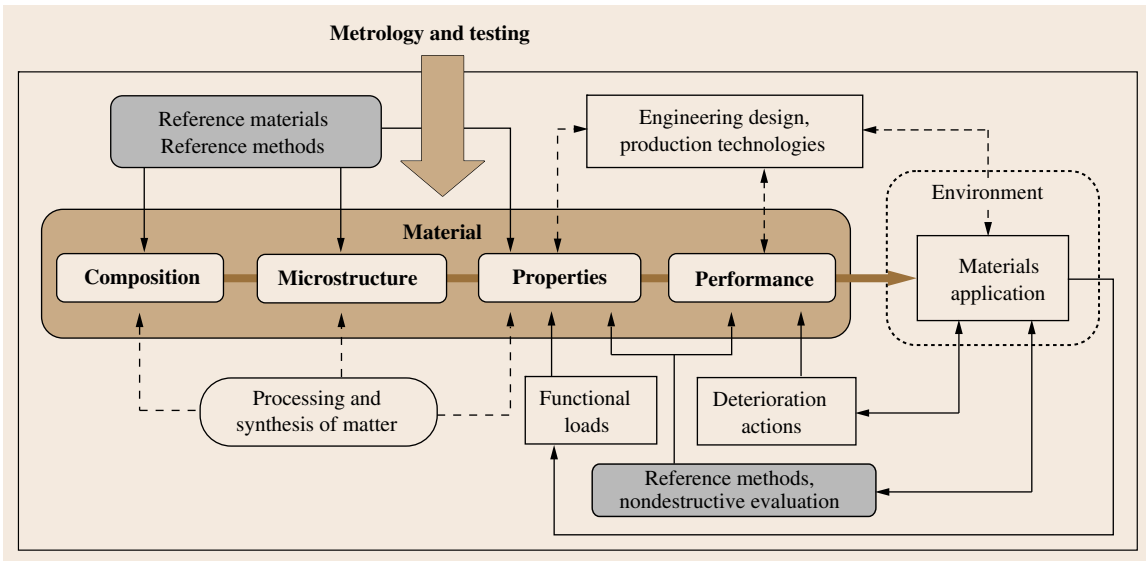 Metrology and testing
Reference materials
Reference methods
Engineering design,
production technologies
Environment
Material
Composition
Microstructure
Properties
Performance
Materials
application
Processing and
synthesis of matter
Functional
loads
Deterioration
actions
Reference methods,
nondestructive evaluation